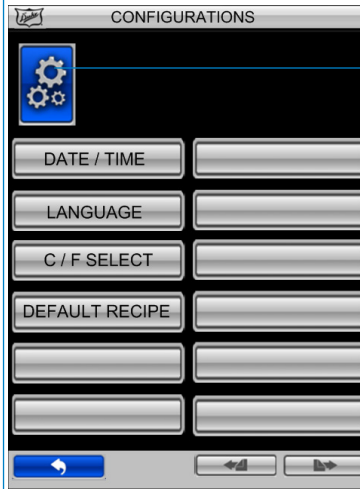 CONFIGURATIONS
DATE / TIME
LANGUAGE
C / F SELECT
DEFAULT RECIPE